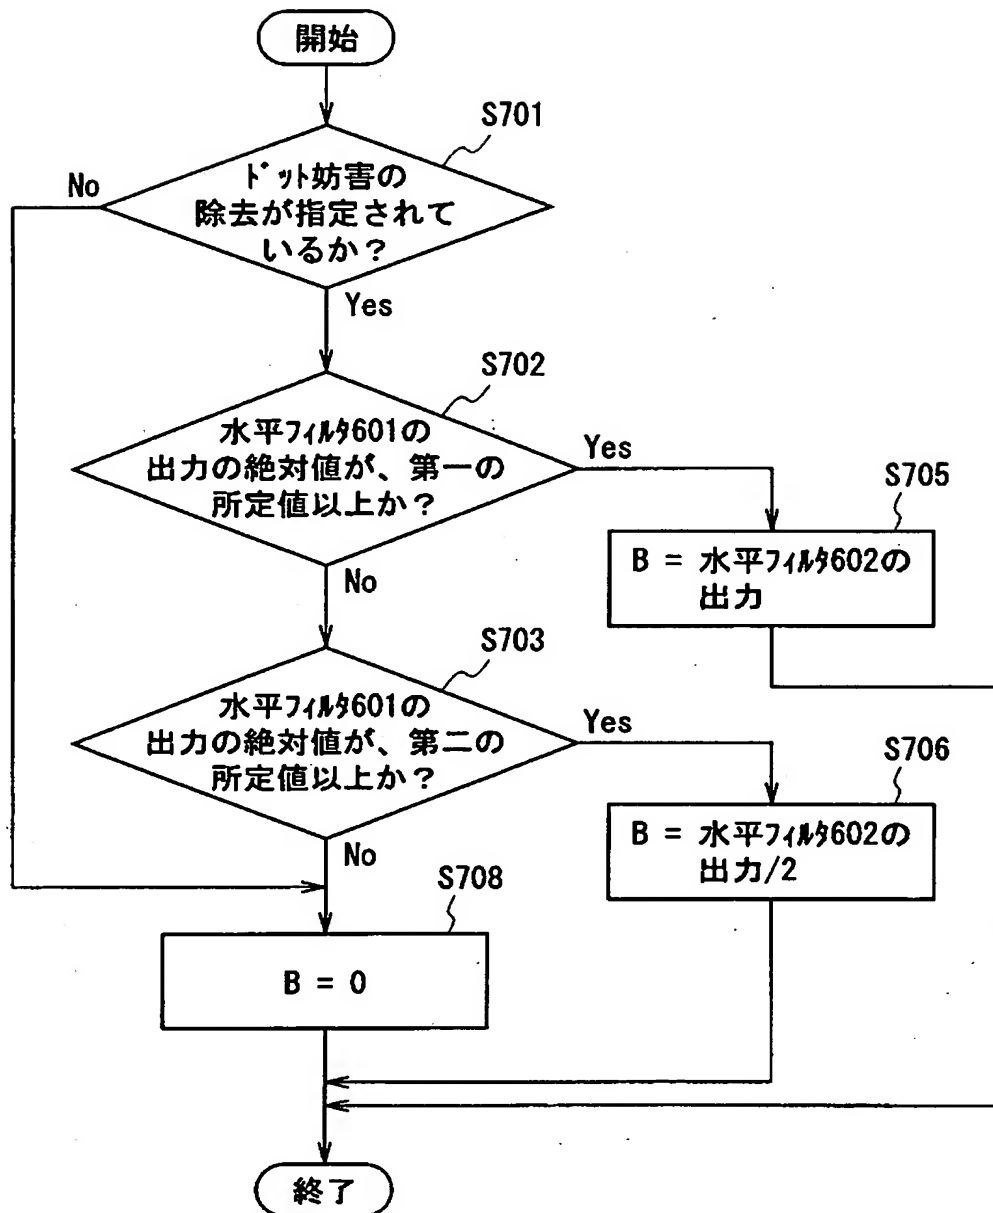 開始
S701
ドット妨害の
除去が指定されて
いるか？
No
Yes
S702
水平フィルタ601の
出力の絶対値が、第一の
所定値以上か？
Yes
No
S705
B = 水平フィルタ602の
出力
S703
水平フィルタ601の
出力の絶対値が、第二の
所定値以上か？
Yes
No
S706
B = 水平フィルタ602の
出力/2
S708
B = 0
終了